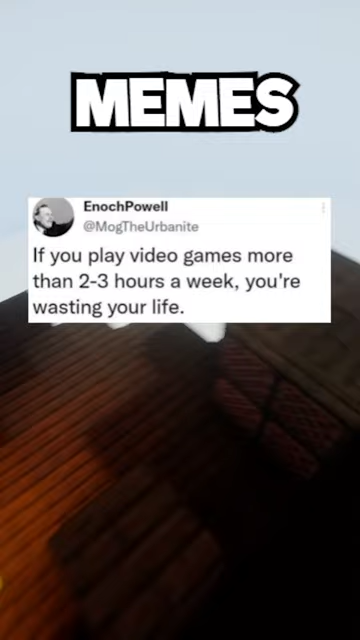 MEMES
EnochPowell
@MogTheUrbanite
If you play video games more
than 2-3 hours a week, you're
wasting your life.